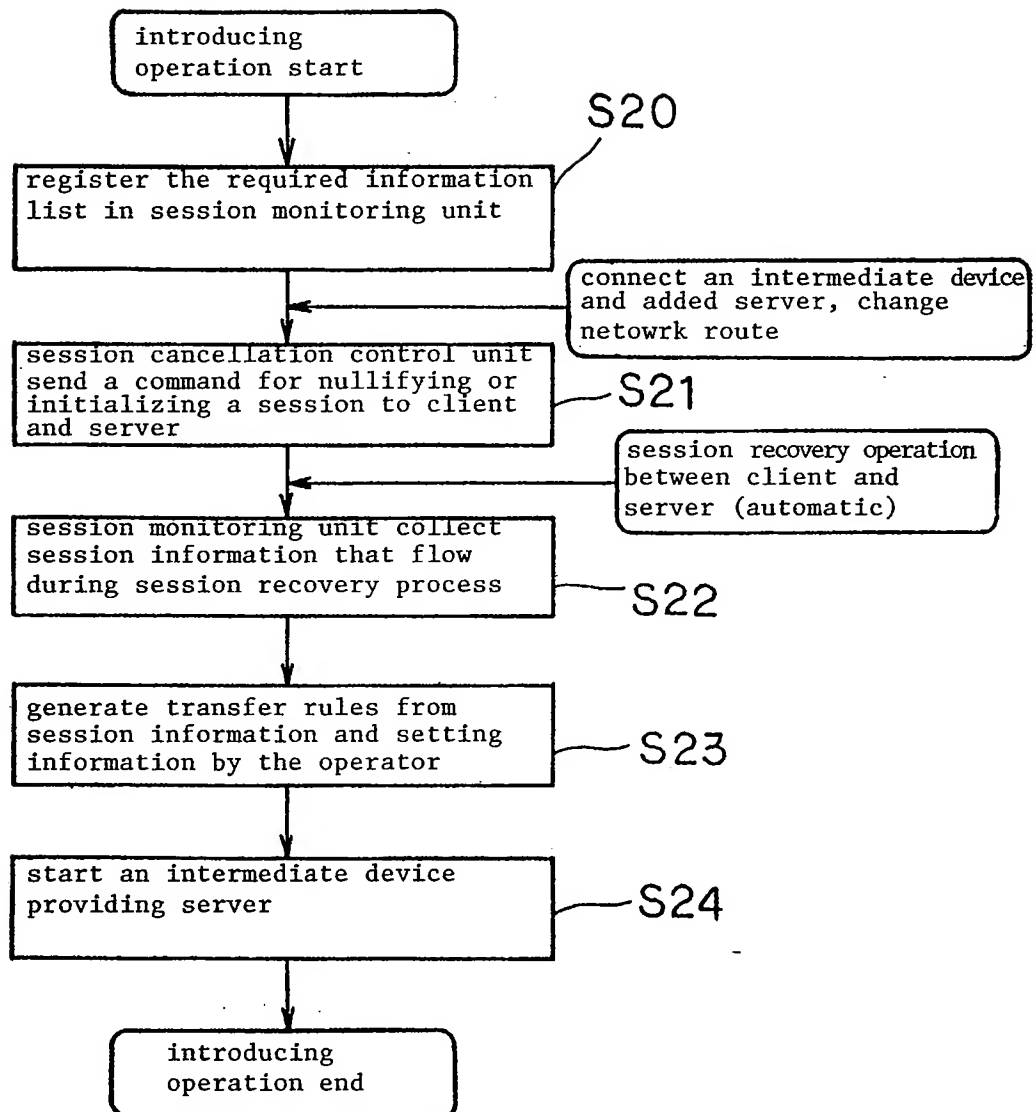 introducing
operation start
S20
register the required information
list in session monitoring unit
connect an intermediate device
and added server, change
netowrk route
session cancellation control unit
send a command for nullifying or
initializing a session to client
and server
S21
session recovery operation
between client and
server (automatic)
session monitoring unit collect
session information that flow
during session recovery process
S22
generate transfer rules from
session information and setting
information by the operator
S23
start an intermediate device
providing server
S24
introducing
operation end